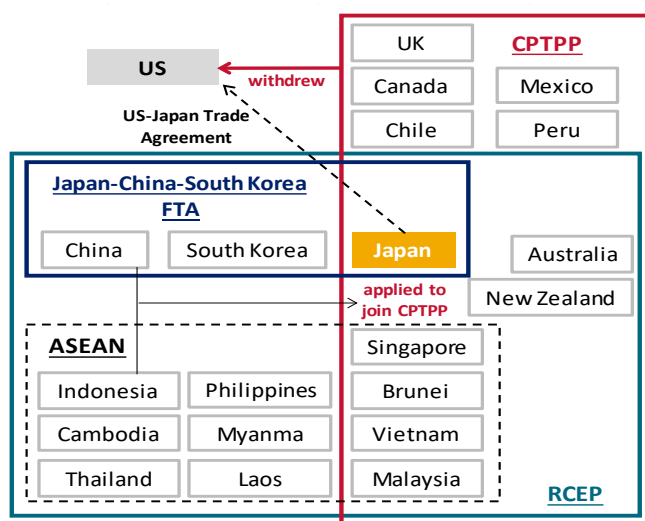 UK
CPTPP
US
withdrew
Canada
Mexico
US-Japan Trade
Agreement
Chile
Peru
Japan-China-South Korea
FTA
China
South Korea
Japan
Australia
applied to
join CPTPP
New Zealand
ASEAN
Singapore
Indonesia
Philippines
Brunei
Cambodia
Myanma
Vietnam
Thailand
Laos
Malaysia
RCEP